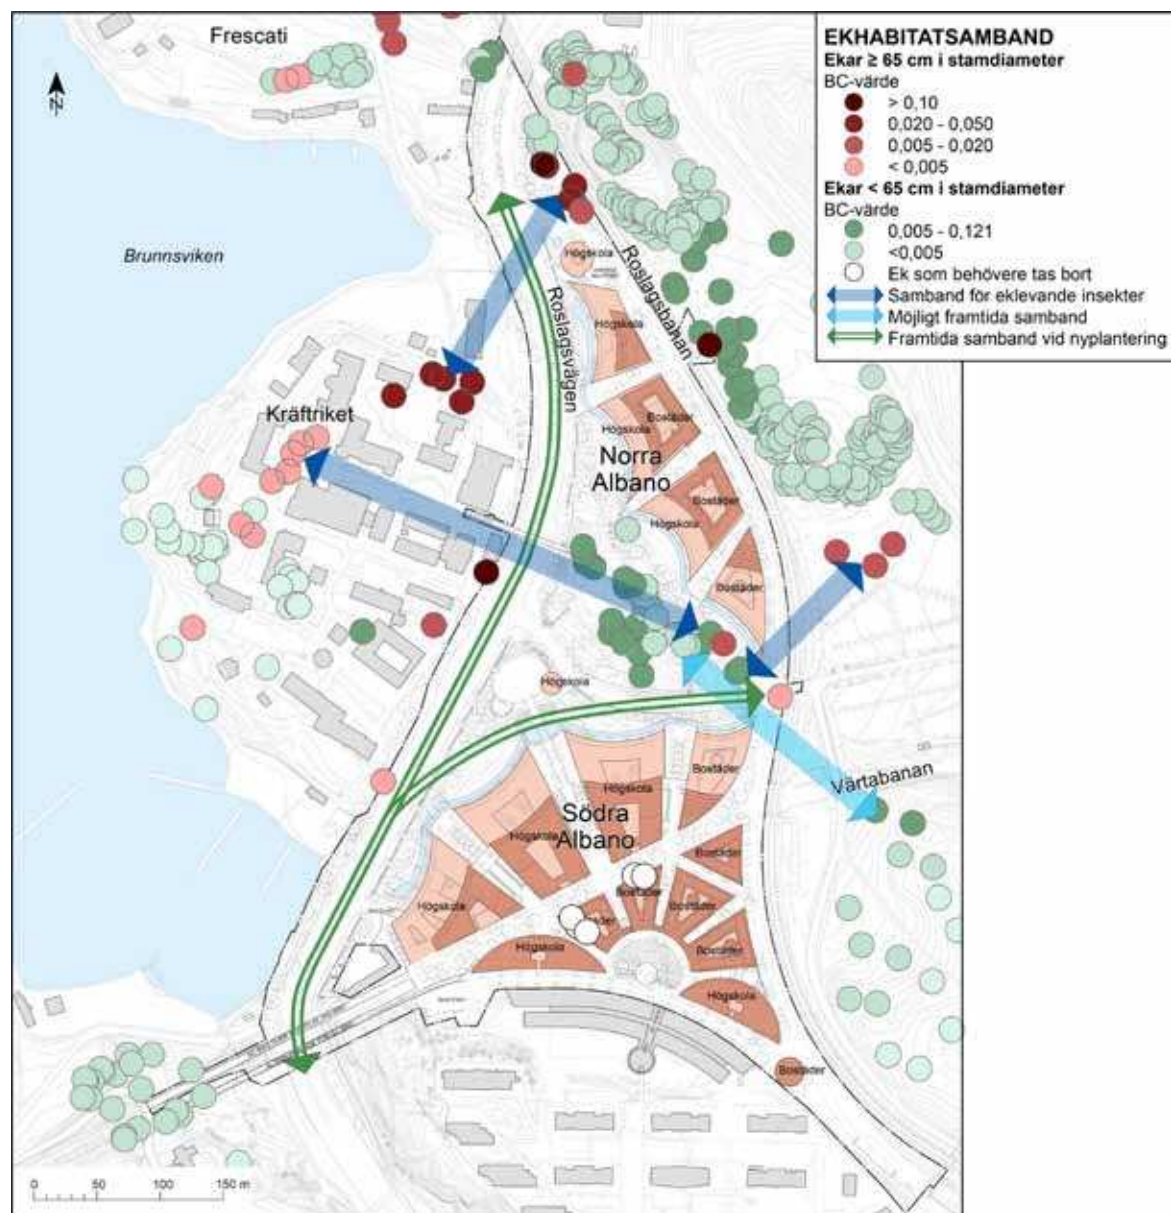 Frescati
N
Brunnsviken
Kräftriket
Roslagsvägen
Roslagsbanan
Högskola
Högskola
Högskola
Bostäder
Norra
Albano
Högskola
Bostäder
Bostäder
Högskola
Värtabanan
Bostäder
Högskola
Södra
Albano
Högskola
Bostäder
Bostäder
Bostäder
Högskola
Bostäder
Högskola
Högskola
Bostäder
0 50 100 150 m
EKHABITATSAMBAND
Ekar ≥ 65 cm i stamdiameter
BC-värde
> 0,10
0,020 - 0,050
0,005 - 0,020
< 0,005
Ekar < 65 cm i stamdiameter
BC-värde
0,005 - 0,121
<0,005
Ek som behövere tas bort
Samband för eklevande insekter
Möjligt framtida samband
Framtida samband vid nyplantering